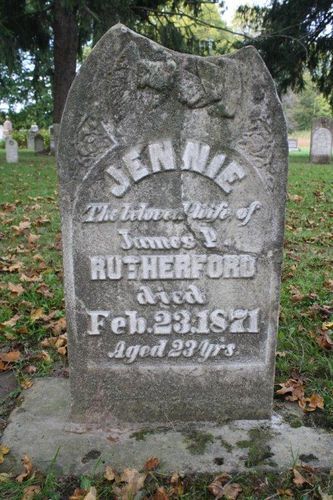 JENNIE
The beloved Wife of
James P.
RUTHERFORD
died
Feb. 23. 1871
Aged 23 yrs.